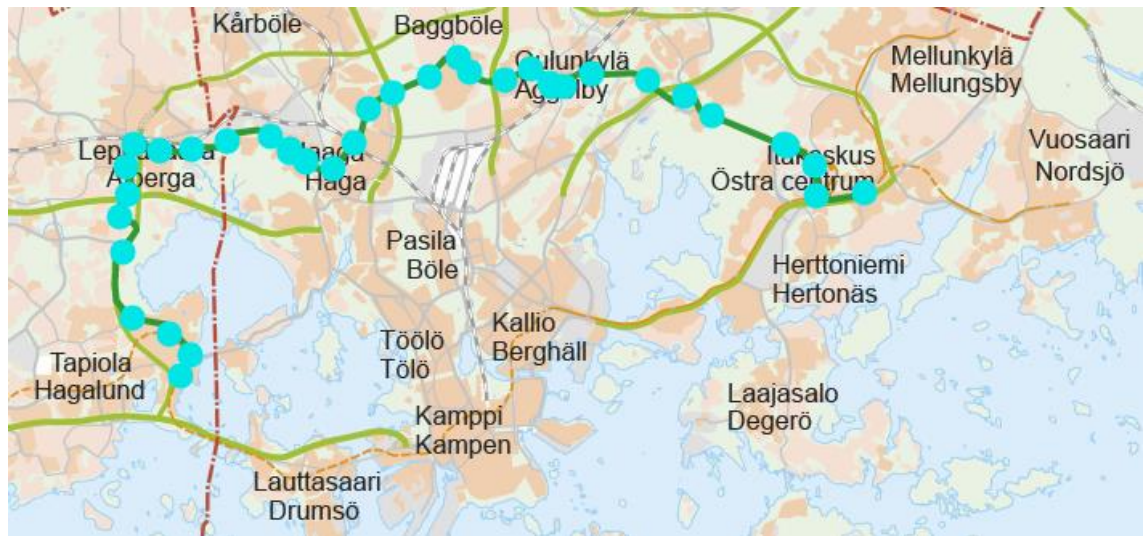 Kårböle
Baggböle
Mellunkylä
Mellungsby
Vuosaari
Nordsjö
Haga
Östra centrum
Pasila
Böle
Herttoniemi
Hertonäs
Kallio
Berghäll
Töölö
Tölö
Tapiola
Hagalund
Laajasalo
Degerö
Kamppi
Kampen
Lauttasaari
Drumsö